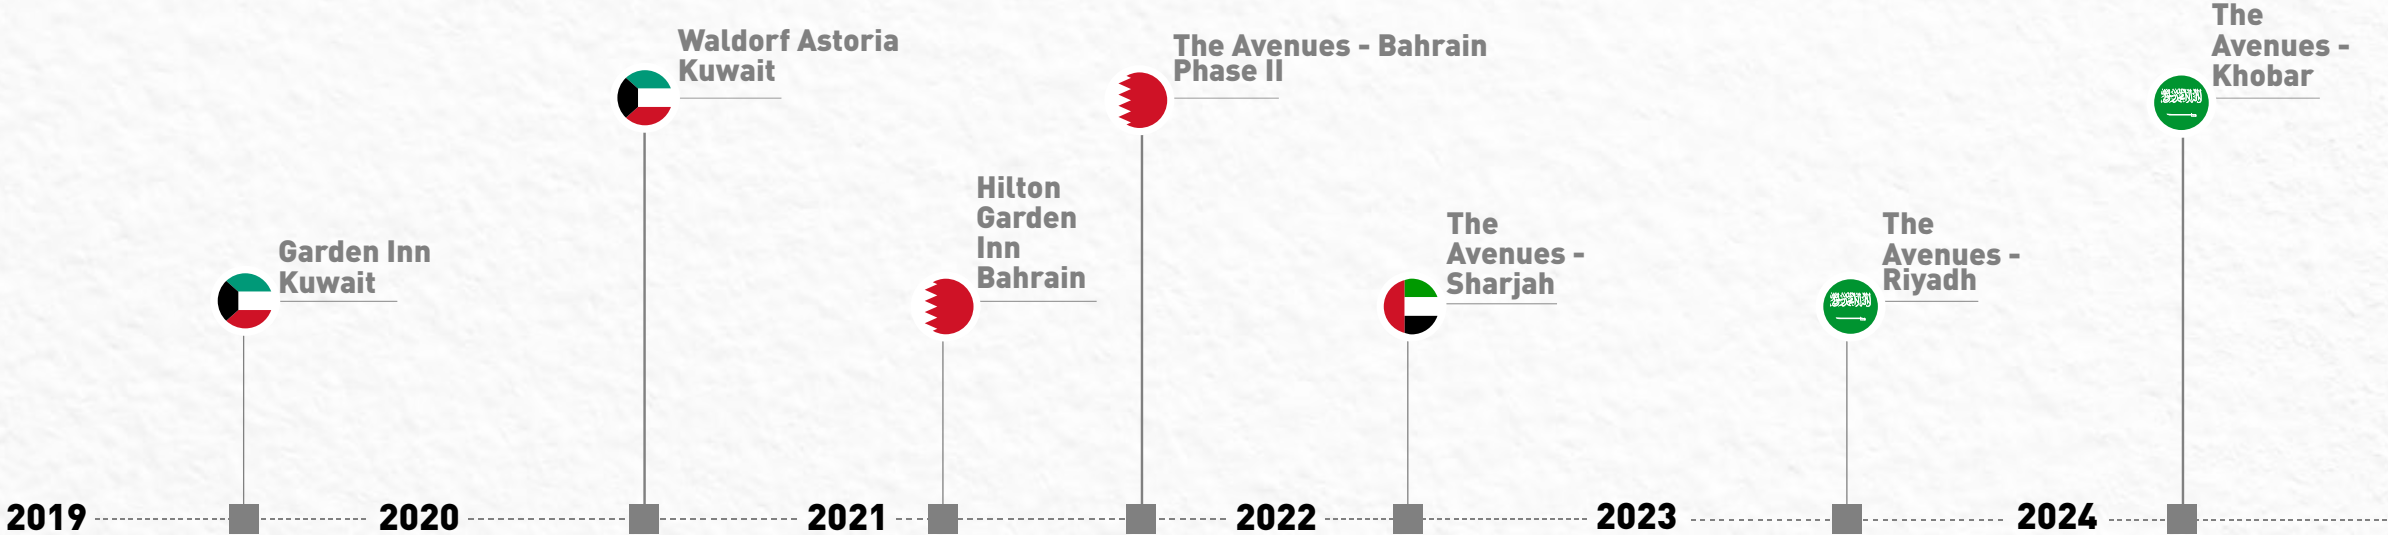 Garden Inn
Kuwait
Waldorf Astoria
Kuwait
Hilton
Garden
Inn
Bahrain
The Avenues - Bahrain
Phase II
The
Avenues -
Sharjah
The
Avenues -
Riyadh
The
Avenues -
Khobar
2019
2020
2021
2022
2023
2024